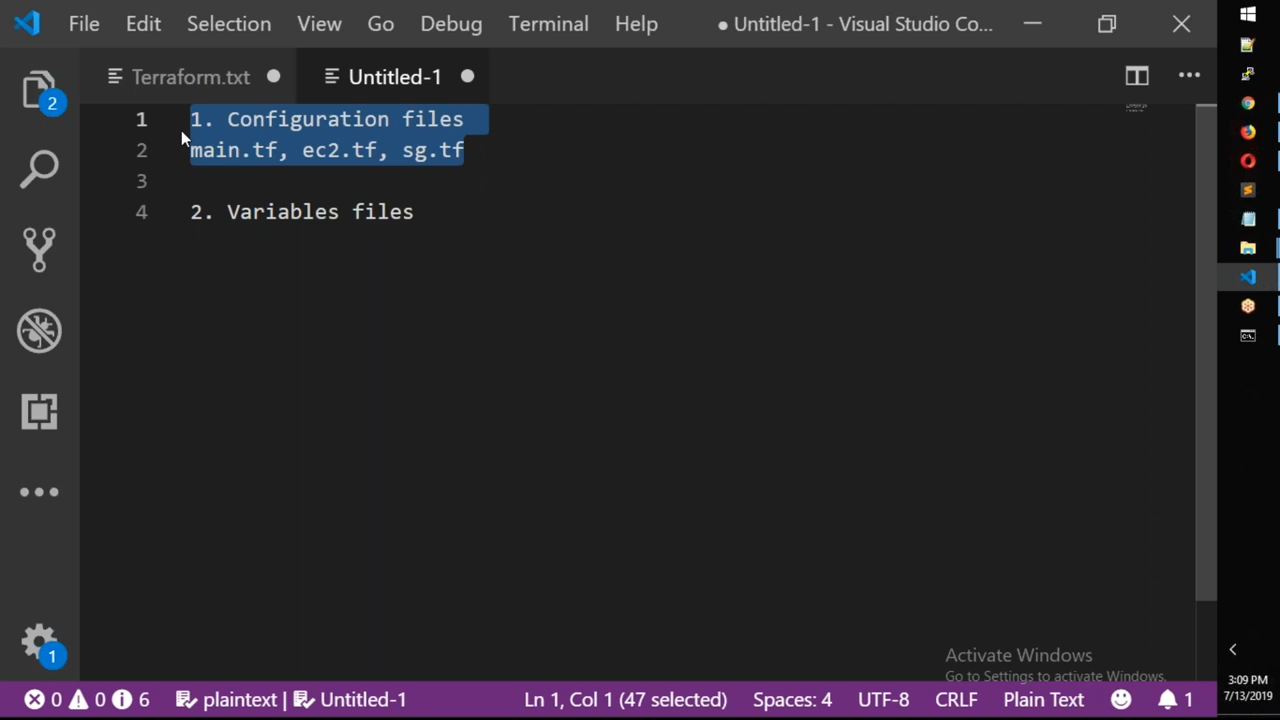 File Edit Selection View Go Debug Terminal Help ● Untitled-1 - Visual Studio Co...
Terraform.txt Untitled-1
2
1 1. Configuration files
2 main.tf, ec2.tf, sg.tf
3
4 2. Variables files
1
Activate Windows
Go to Settings to activate Windows.
0 0 6 plaintext | Untitled-1 Ln 1, Col 1 (47 selected) Spaces: 4 UTF-8 CRLF Plain Text 1
3:09 PM
7/13/2019